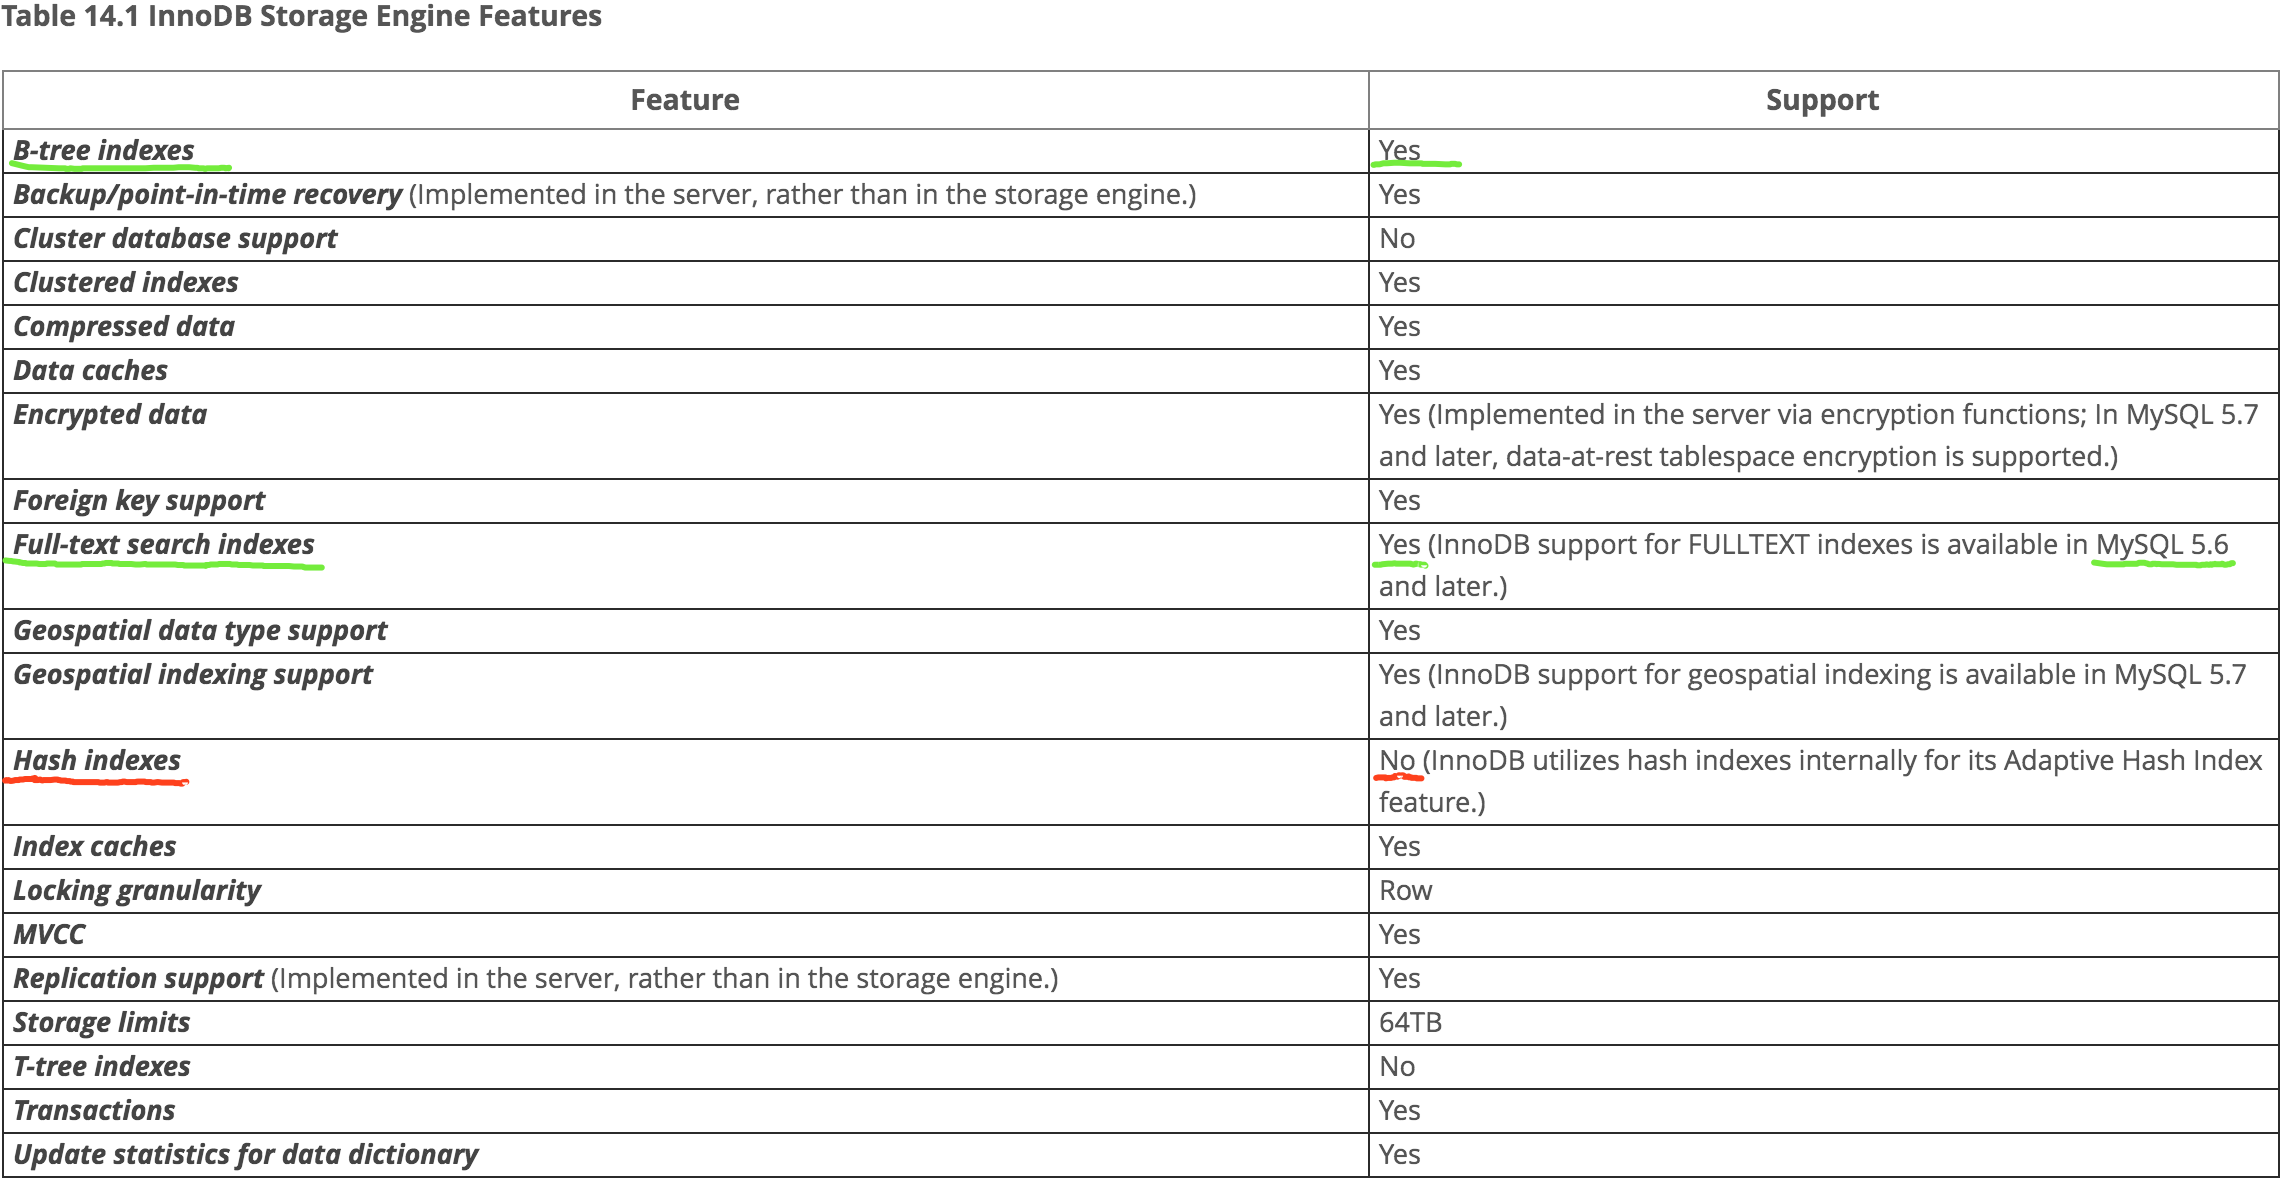 Table 14.1 InnoDB Storage Engine Features
Feature Support
B-tree indexes Yes
Backup/point-in-time recovery (Implemented in the server, rather than in the storage engine.) Yes
Cluster database support No
Clustered indexes Yes
Compressed data Yes
Data caches Yes
Encrypted data Yes (Implemented in the server via encryption functions; In MySQL 5.7
and later, data-at-rest tablespace encryption is supported.)
Foreign key support Yes
Full-text search indexes Yes (InnoDB support for FULLTEXT indexes is available in MySQL 5.6
and later.)
Geospatial data type support Yes
Geospatial indexing support Yes (InnoDB support for geospatial indexing is available in MySQL 5.7
and later.)
Hash indexes No (InnoDB utilizes hash indexes internally for its Adaptive Hash Index
feature.)
Index caches Yes
Locking granularity Row
MVCC Yes
Replication support (Implemented in the server, rather than in the storage engine.) Yes
Storage limits 64TB
T-tree indexes No
Transactions Yes
Update statistics for data dictionary Yes